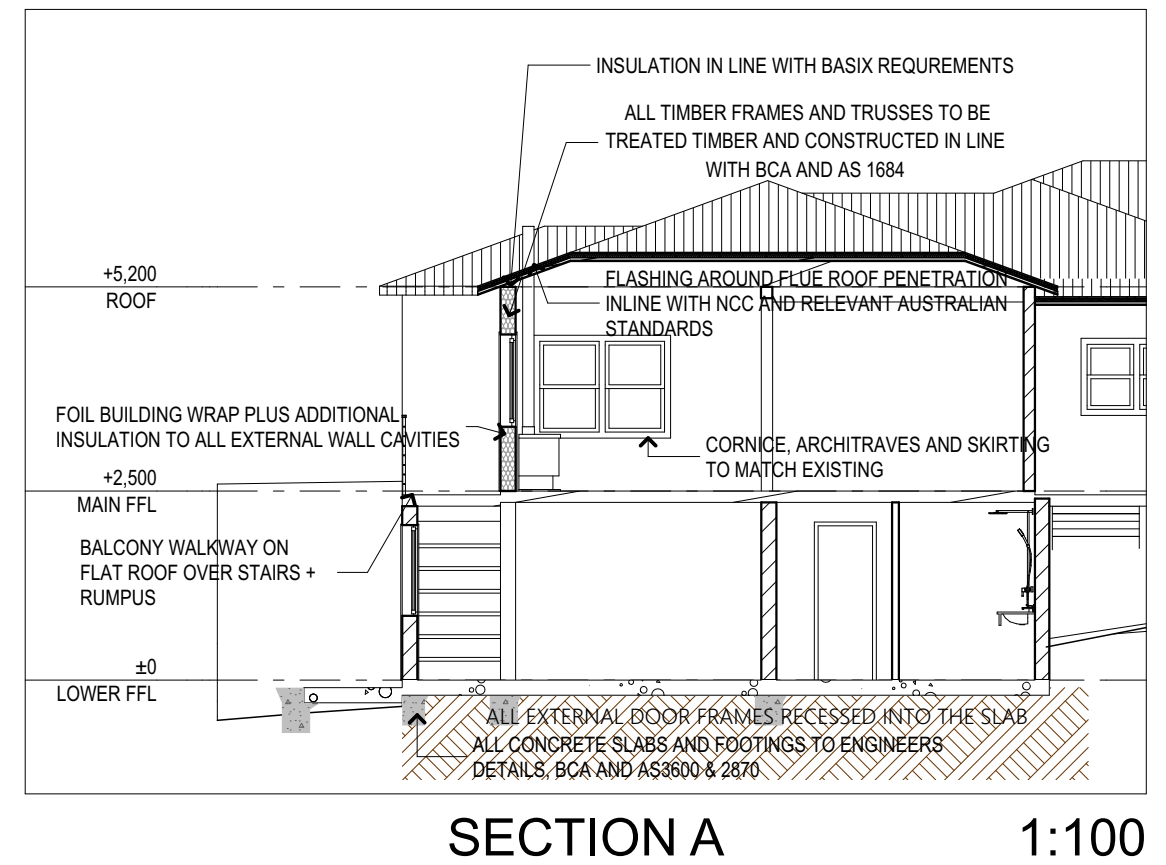 INSULATION IN LINE WITH BASIX REQUREMENTS
ALL TIMBER FRAMES AND TRUSSES TO BE
TREATED TIMBER AND CONSTRUCTED IN LINE
WITH BCA AND AS 1684
+5,200
ROOF
FLASHING AROUND FLUE ROOF PENETRATION
INLINE WITH NCC AND RELEVANT AUSTRALIAN
STANDARDS
FOIL BUILDING WRAP PLUS ADDITIONAL
INSULATION TO ALL EXTERNAL WALL CAVITIES
CORNICE, ARCHITRAVES AND SKIRTING
TO MATCH EXISTING
+2,500
MAIN FFL
BALCONY WALKWAY ON
FLAT ROOF OVER STAIRS +
RUMPUS
±0
LOWER FFL
ALL EXTERNAL DOOR FRAMES RECESSED INTO THE SLAB
ALL CONCRETE SLABS AND FOOTINGS TO ENGINEERS
DETAILS, BCA AND AS3600 & 2870
SECTION A 1:100